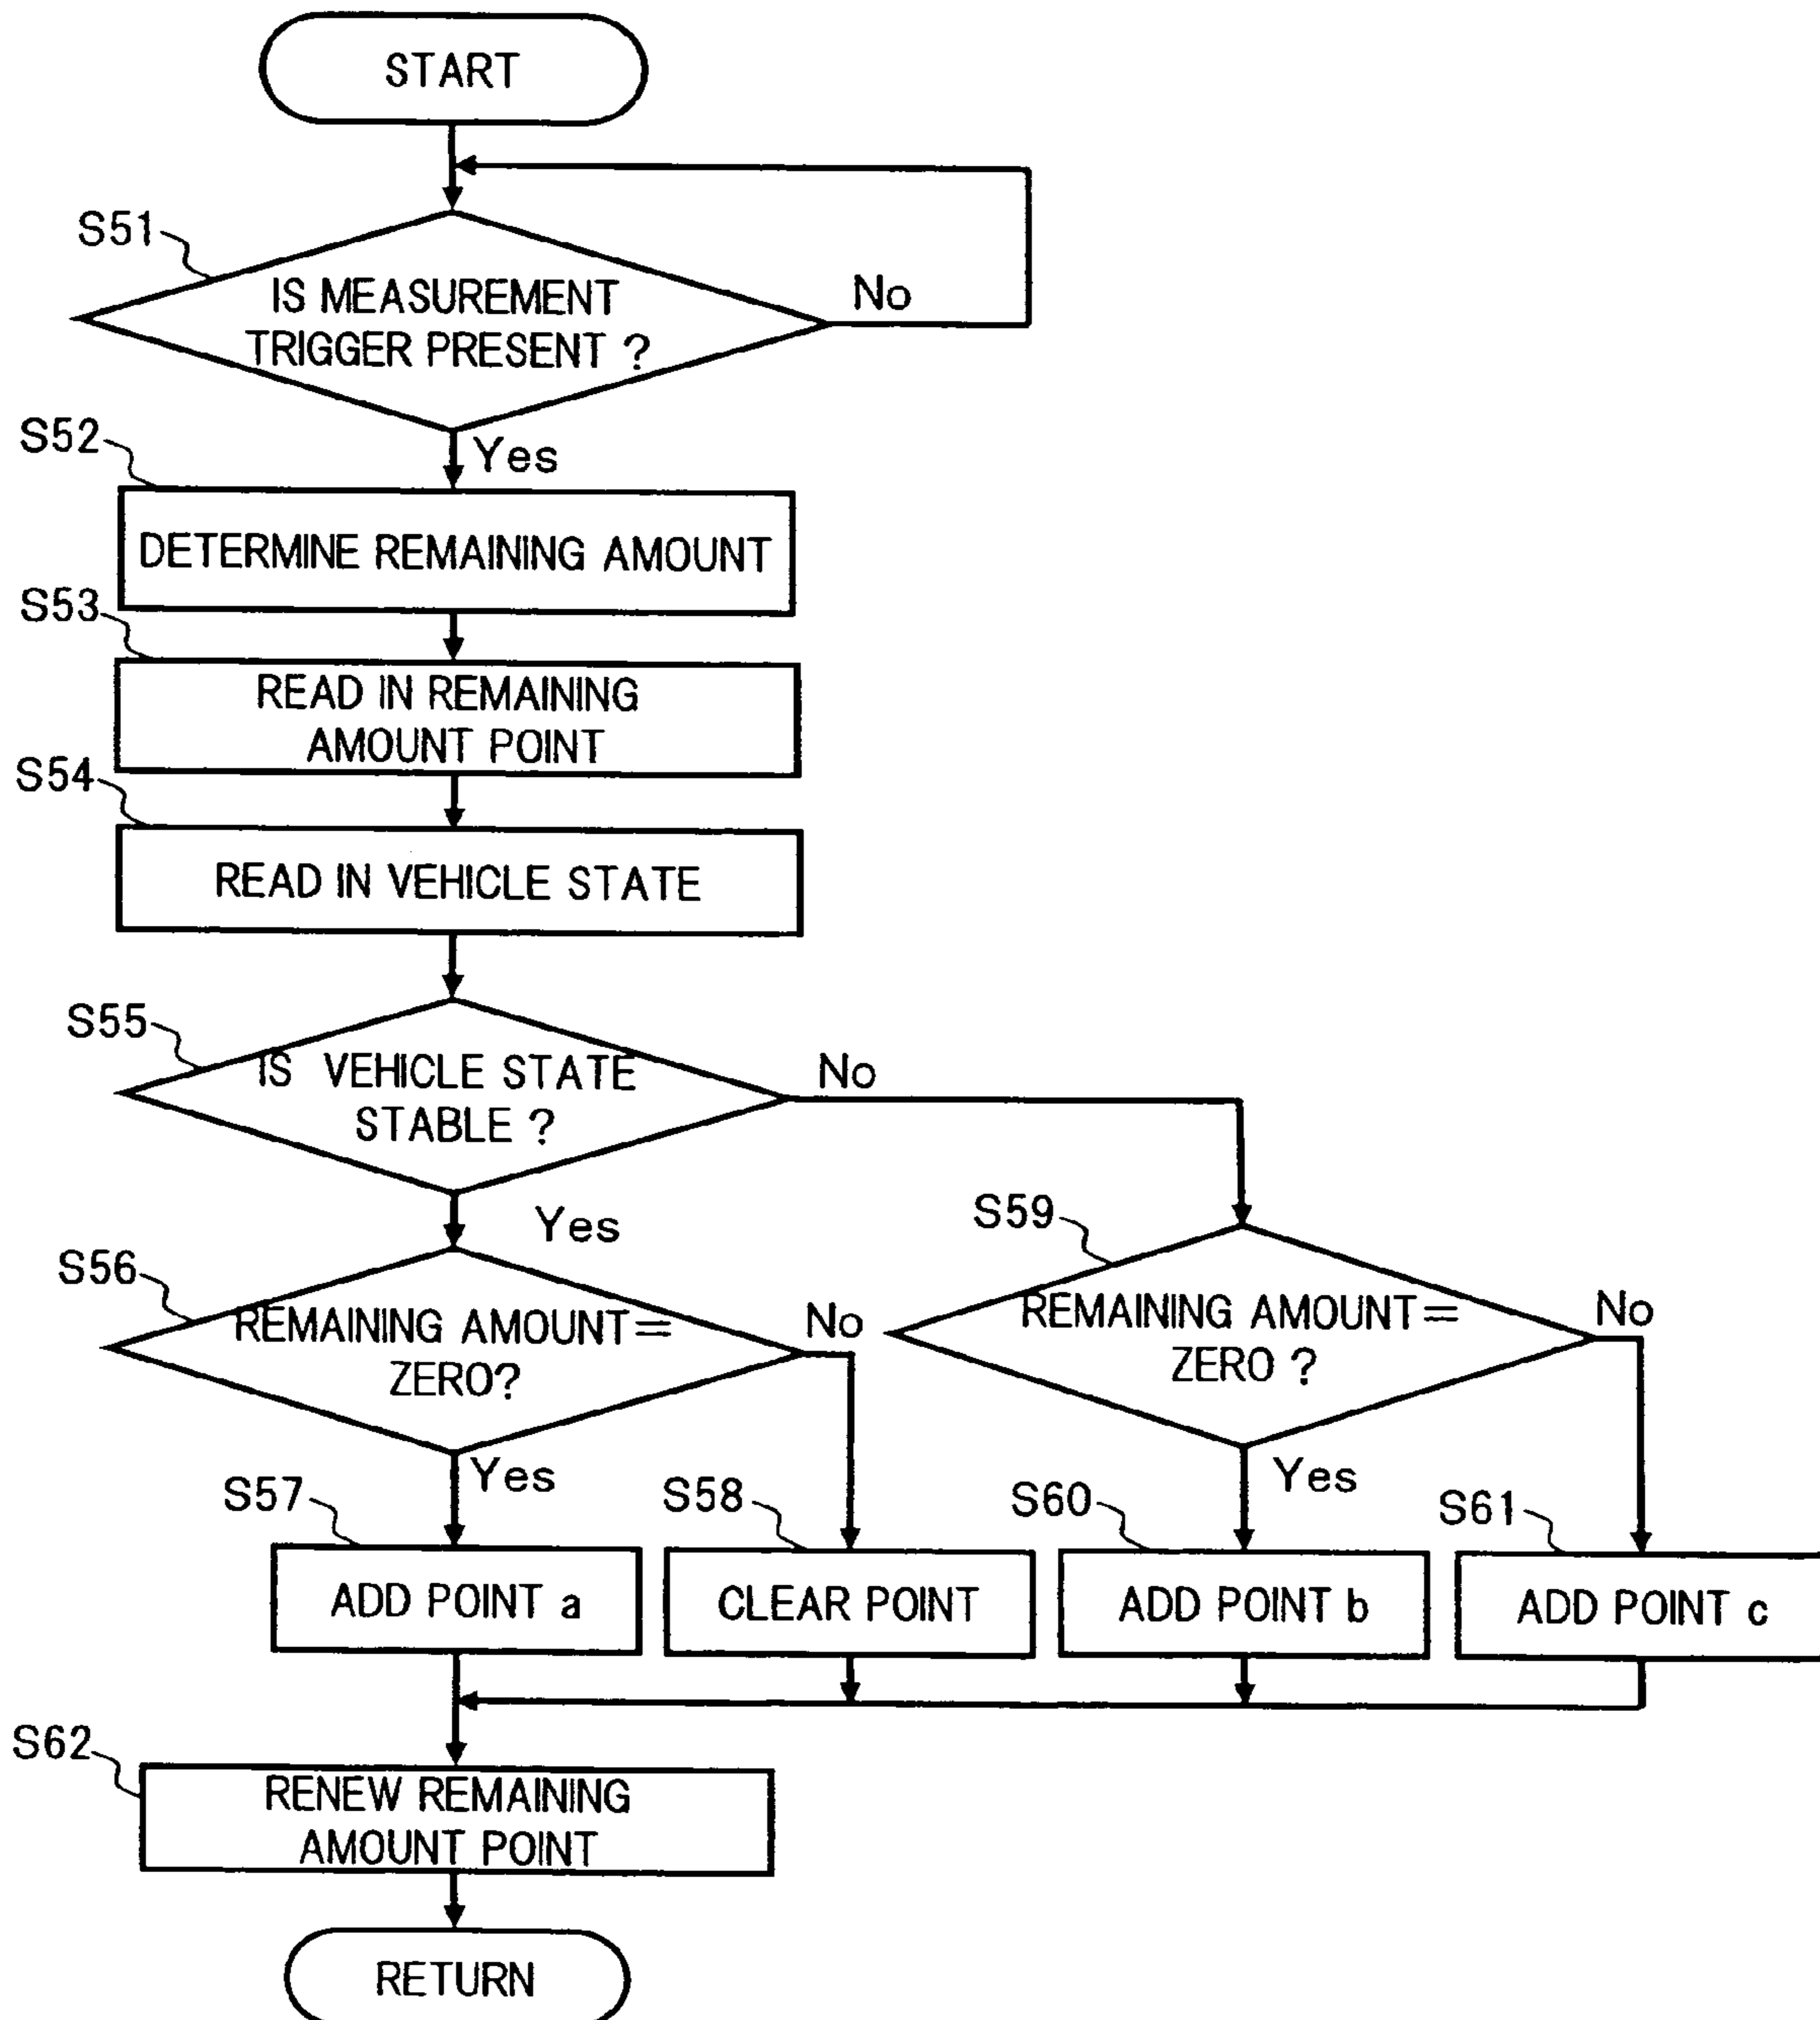 START
S51
IS MEASUREMENT
TRIGGER PRESENT ?
No
Yes
S52
DETERMINE REMAINING AMOUNT
S53
READ IN REMAINING
AMOUNT POINT
S54
READ IN VEHICLE STATE
S55
IS VEHICLE STATE
STABLE ?
No
Yes
S56
REMAINING AMOUNT=
ZERO?
No
S59
REMAINING AMOUNT=
ZERO ?
No
Yes
Yes
S57
ADD POINT a
S58
CLEAR POINT
S60
ADD POINT b
S61
ADD POINT c
S62
RENEW REMAINING
AMOUNT POINT
RETURN